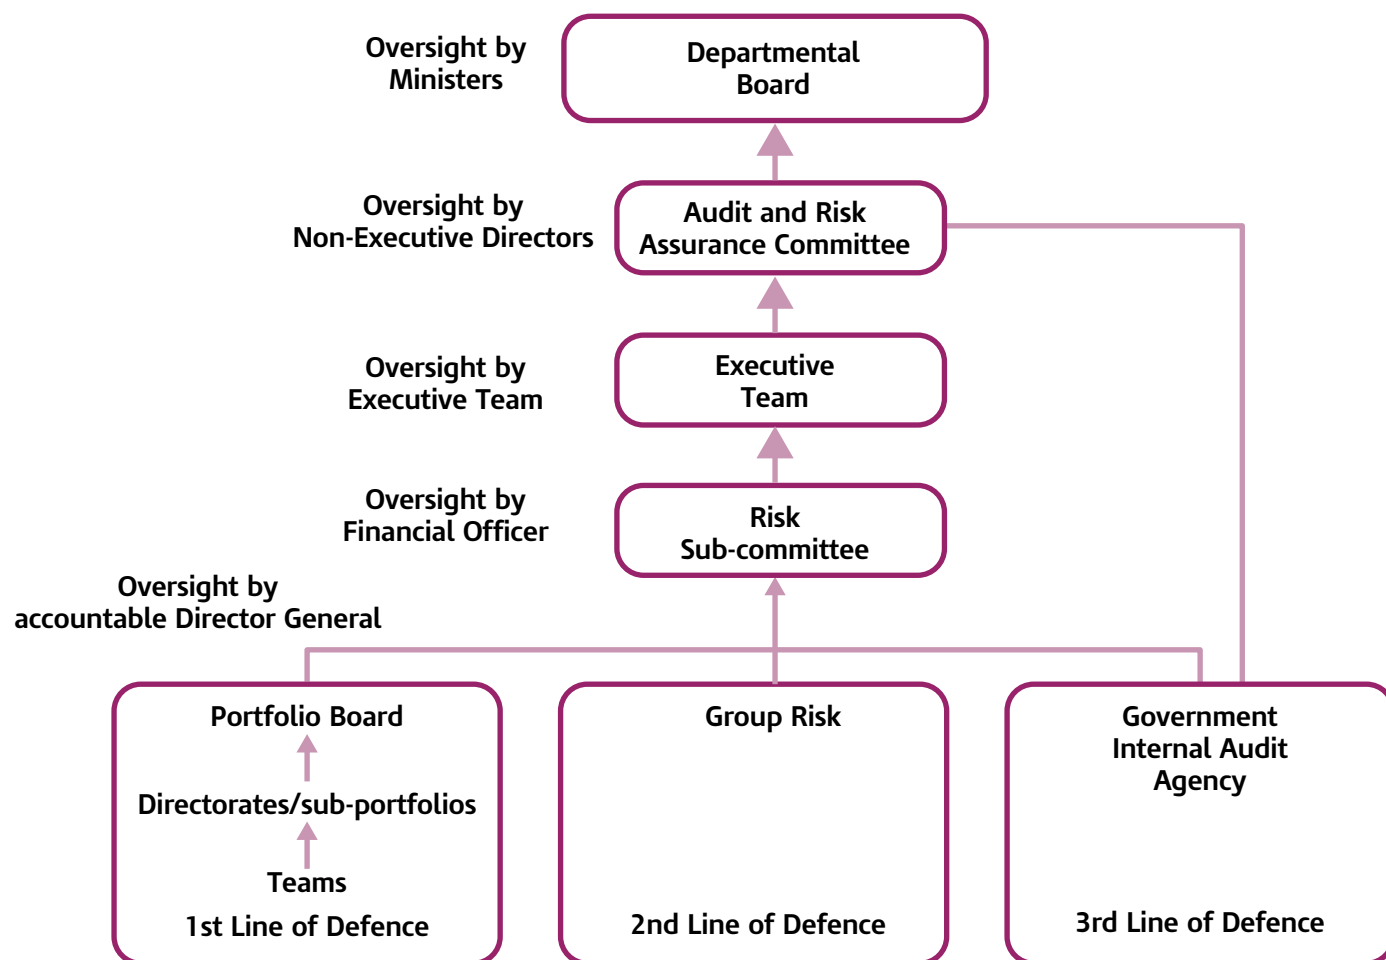 Oversight by
Ministers
Departmental
Board
Oversight by
Non-Executive Directors
Audit and Risk
Assurance Committee
Oversight by
Executive Team
Executive
Team
Oversight by
Financial Officer
Risk
Sub-committee
Oversight by
accountable Director General
Portfolio Board
Directorates/sub-portfolios
Teams
1st Line of Defence
Group Risk
2nd Line of Defence
Government
Internal Audit
Agency
3rd Line of Defence